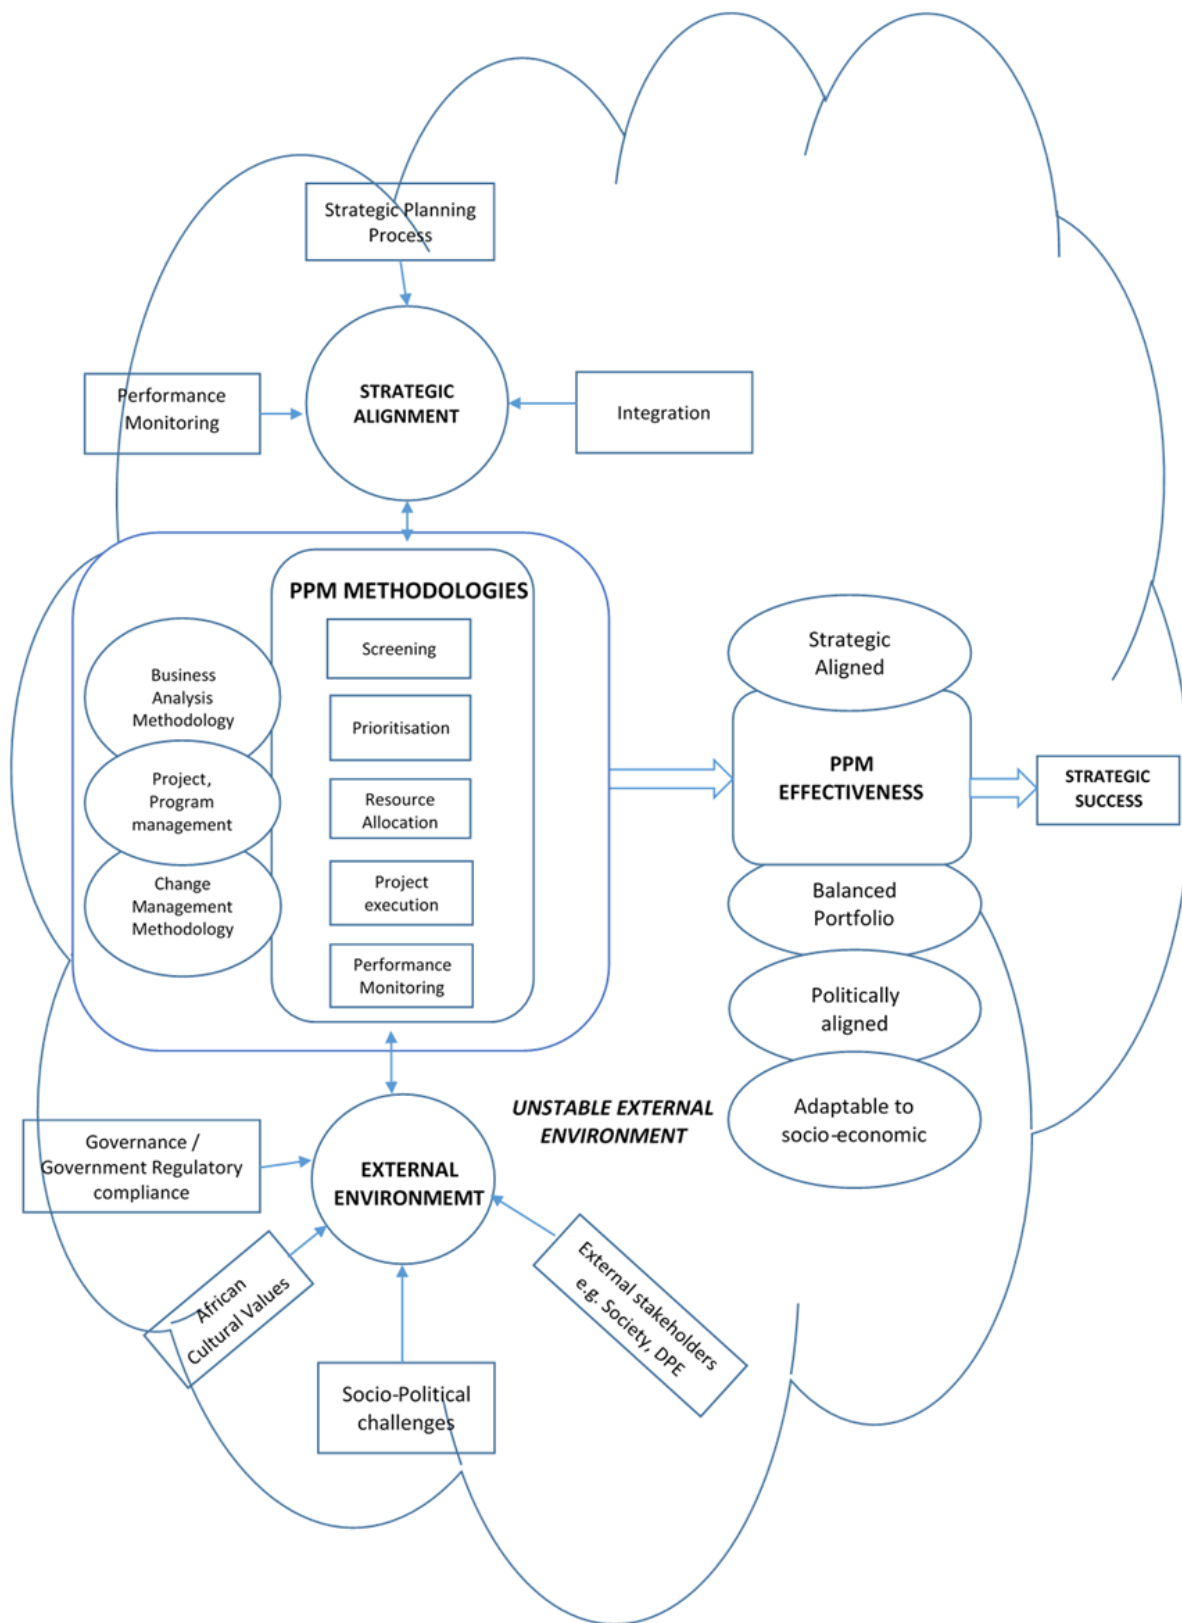 Strategic Planning
Process
Performance
Monitoring
STRATEGIC
ALIGNMENT
Integration
PPM METHODOLOGIES
Screening
Prioritisation
Resource
Allocation
Project
execution
Performance
Monitoring
Business
Analysis
Methodology
Project,
Program
management
Change
Management
Methodology
Strategic
Aligned
PPM
EFFECTIVENESS
STRATEGIC
SUCCESS
Balanced
Portfolio
Politically
aligned
Adaptable to
socio-economic
UNSTABLE EXTERNAL
ENVIRONMENT
Governance /
Government Regulatory
compliance
EXTERNAL
ENVIRONMEMT
African
Cultural Values
Socio-Political
challenges
External stakeholders
e.g. Society, DPE